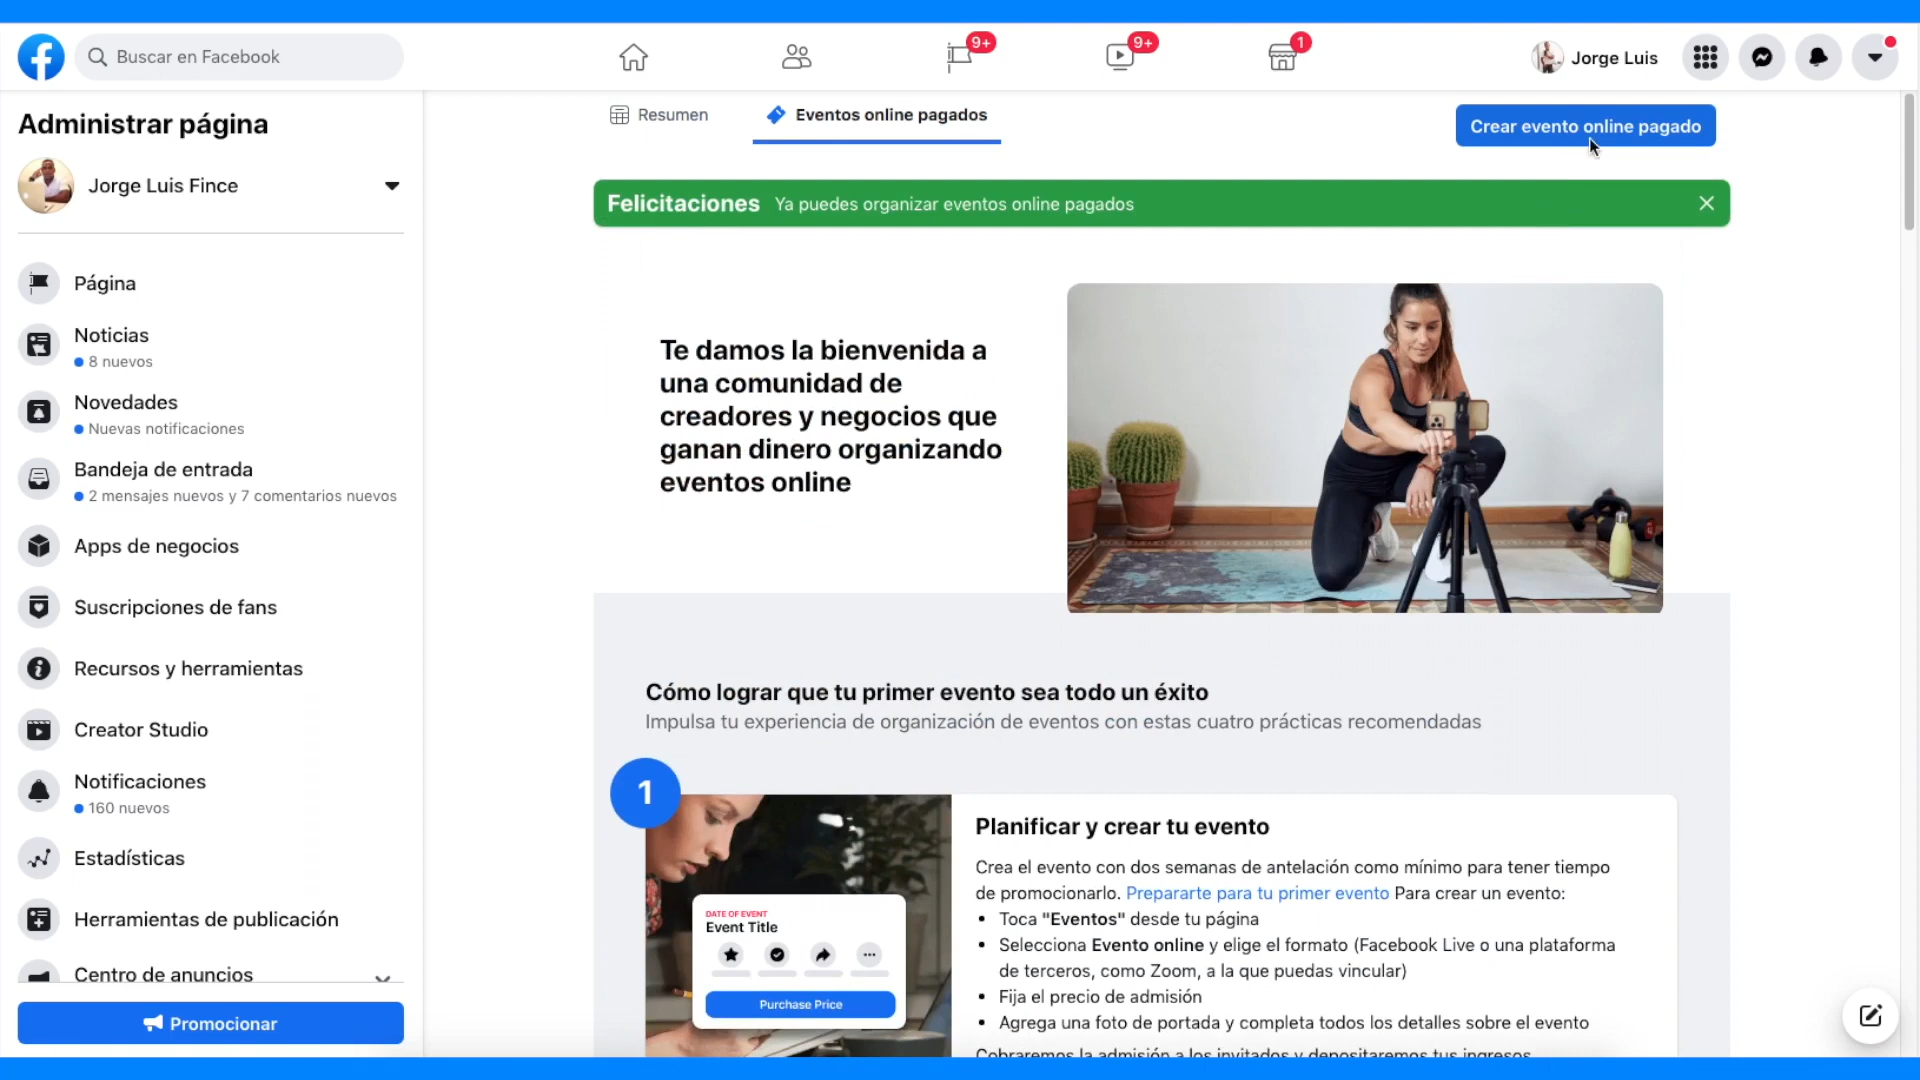 Buscar en Facebook
9+
9+
1
Jorge Luis
Administrar página
Jorge Luis Fince
Página
Noticias
8 nuevos
Novedades
Nuevas notificaciones
Bandeja de entrada
2 mensajes nuevos y 7 comentarios nuevos
Apps de negocios
Suscripciones de fans
Recursos y herramientas
Creator Studio
Notificaciones
160 nuevos
Estadísticas
Herramientas de publicación
Centro de anuncios
Promocionar
Resumen
Eventos online pagados
Crear evento online pagado
Felicitaciones Ya puedes organizar eventos online pagados
Te damos la bienvenida a
una comunidad de
creadores y negocios que
ganan dinero organizando
eventos online
Cómo lograr que tu primer evento sea todo un éxito
Impulsa tu experiencia de organización de eventos con estas cuatro prácticas recomendadas
1
DATE OF EVENT
Event Title
Purchase Price
Planificar y crear tu evento
Crea el evento con dos semanas de antelación como mínimo para tener tiempo
de promocionarlo. Prepararte para tu primer evento Para crear un evento:
• Toca "Eventos" desde tu página
• Selecciona Evento online y elige el formato (Facebook Live o una plataforma
de terceros, como Zoom, a la que puedas vincular)
• Fija el precio de admisión
• Agrega una foto de portada y completa todos los detalles sobre el evento
Cobraremos la admisión a los invitados y depositaremos tus ingresos